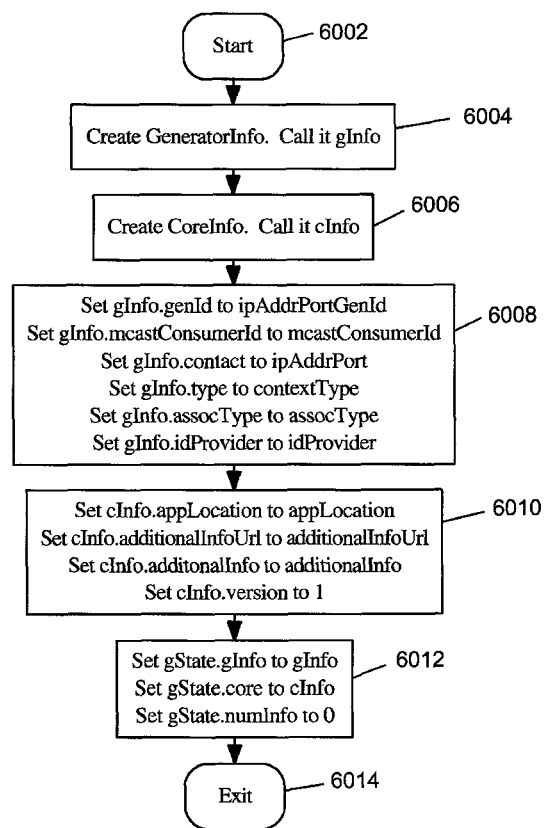 Start
6002
Create GeneratorInfo. Call it gInfo
6004
Create CoreInfo. Call it cInfo
6006
Set gInfo.genId to ipAddrPortGenId
Set gInfo.mcastConsumerId to mcastConsumerId
Set gInfo.contact to ipAddrPort
Set gInfo.type to contextType
Set gInfo.assocType to assocType
Set gInfo.idProvider to idProvider
6008
Set cInfo.appLocation to appLocation
Set cInfo.additionalInfoUrl to additionalInfoUrl
Set cInfo.additonalInfo to additionalInfo
Set cInfo.version to 1
6010
Set gState.gInfo to gInfo
Set gState.core to cInfo
Set gState.numInfo to 0
6012
Exit
6014